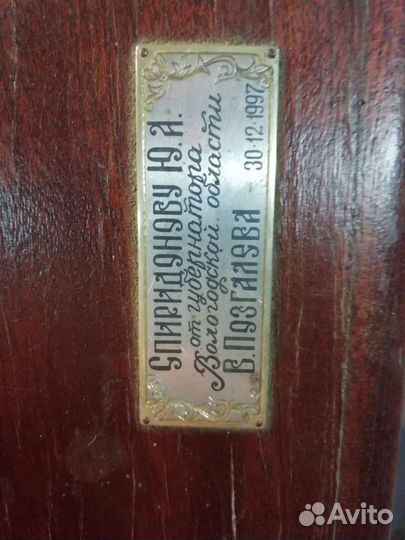 Спиридонову Ю.А.
от губернатора
Вологодской области
В.Позгалева 30·12·1997
Avito